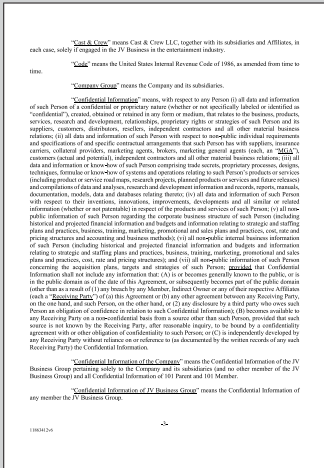 "Cast & Crew" means Cast & Crew LLC, together with its subsidiaries and Affiliates, in
each case, solely if engaged in the JV Business in the entertainment industry.
"Code" means the United States Internal Revenue Code of 1986, as amended from time to
time.
"Company Group" means the Company and its subsidiaries.
"Confidential Information" means, with respect to any Person (i) all data and information
of such Person of a confidential or proprietary nature (whether or not specifically labeled or identified as
"confidential"), created, obtained or retained in any form or medium, that relates to the business, products,
services, research and development, relationships, proprietary rights or strategies of such Person and its
suppliers, customers, distributors, resellers, independent contractors and all other material business
relations; (ii) all data and information of such Person with respect to non-public individual requirements
and specifications and specific contractual arrangements that such Person has with suppliers, insurance
carriers, collateral providers, marketing agents, brokers, marketing general agents (each, an "MGA"),
customers (actual and potential), independent contractors and all other material business relations; (iii) all
data and information or know-how of such Person comprising trade secrets, proprietary processes, designs,
techniques, formulae or know-how of systems and operations relating to such Person's products or services
(including product or service road maps, research projects, planned products or services and future releases)
and compilations of data and analyses, research and development information and records, reports, manuals,
documentation, models, data and databases relating thereto; (iv) all data and information of such Person
with respect to their inventions, innovations, improvements, developments and all similar or related
information (whether or not patentable) in respect of the products and services of such Person; (v) all non-
public information of such Person regarding the corporate business structure of such Person (including
historical and projected financial information and budgets and information relating to strategic and staffing
plans and practices, business, training, marketing, promotional and sales plans and practices, cost, rate and
pricing structures and accounting and business methods); (vi) all non-public internal business information
of such Person (including historical and projected financial information and budgets and information
relating to strategic and staffing plans and practices, business, training, marketing, promotional and sales
plans and practices, cost, rate and pricing structures); and (vii) all non-public information of such Person
concerning the acquisition plans, targets and strategies of such Person; provided that Confidential
Information shall not include any information that: (A) is or becomes generally known to the public, or is
in the public domain as of the date of this Agreement, or subsequently becomes part of the public domain
other than as a result of (1) any breach by any Member, Indirect Owner or any of their respective Affiliates
(each a "Receiving Party") of (a) this Agreement or (b) any other agreement between any Receiving Party,
on the one hand, and such Person, on the other hand, or (2) any disclosure by a third party who owes such
Person an obligation of confidence in relation to such Confidential Information); (B) becomes available to
any Receiving Party on a non-confidential basis from a source other than such Person, provided that such
source is not known by the Receiving Party, after reasonable inquiry, to be bound by a confidentiality
agreement with or other obligation of confidentiality to such Person; or (C) is independently developed by
any Receiving Party without reliance on or reference to (as documented by the written records of any such
Receiving Party) the Confidential Information.
"Confidential Information of the Company" means the Confidential Information of the JV
Business Group pertaining solely to the Company and its subsidiaries (and no other member of the JV
Business Group) and all Confidential Information of 101 Parent and 101 Member.
"Confidential Information of JV Business Group" means the Confidential Information of
any member the JV Business Group.
11663412v6